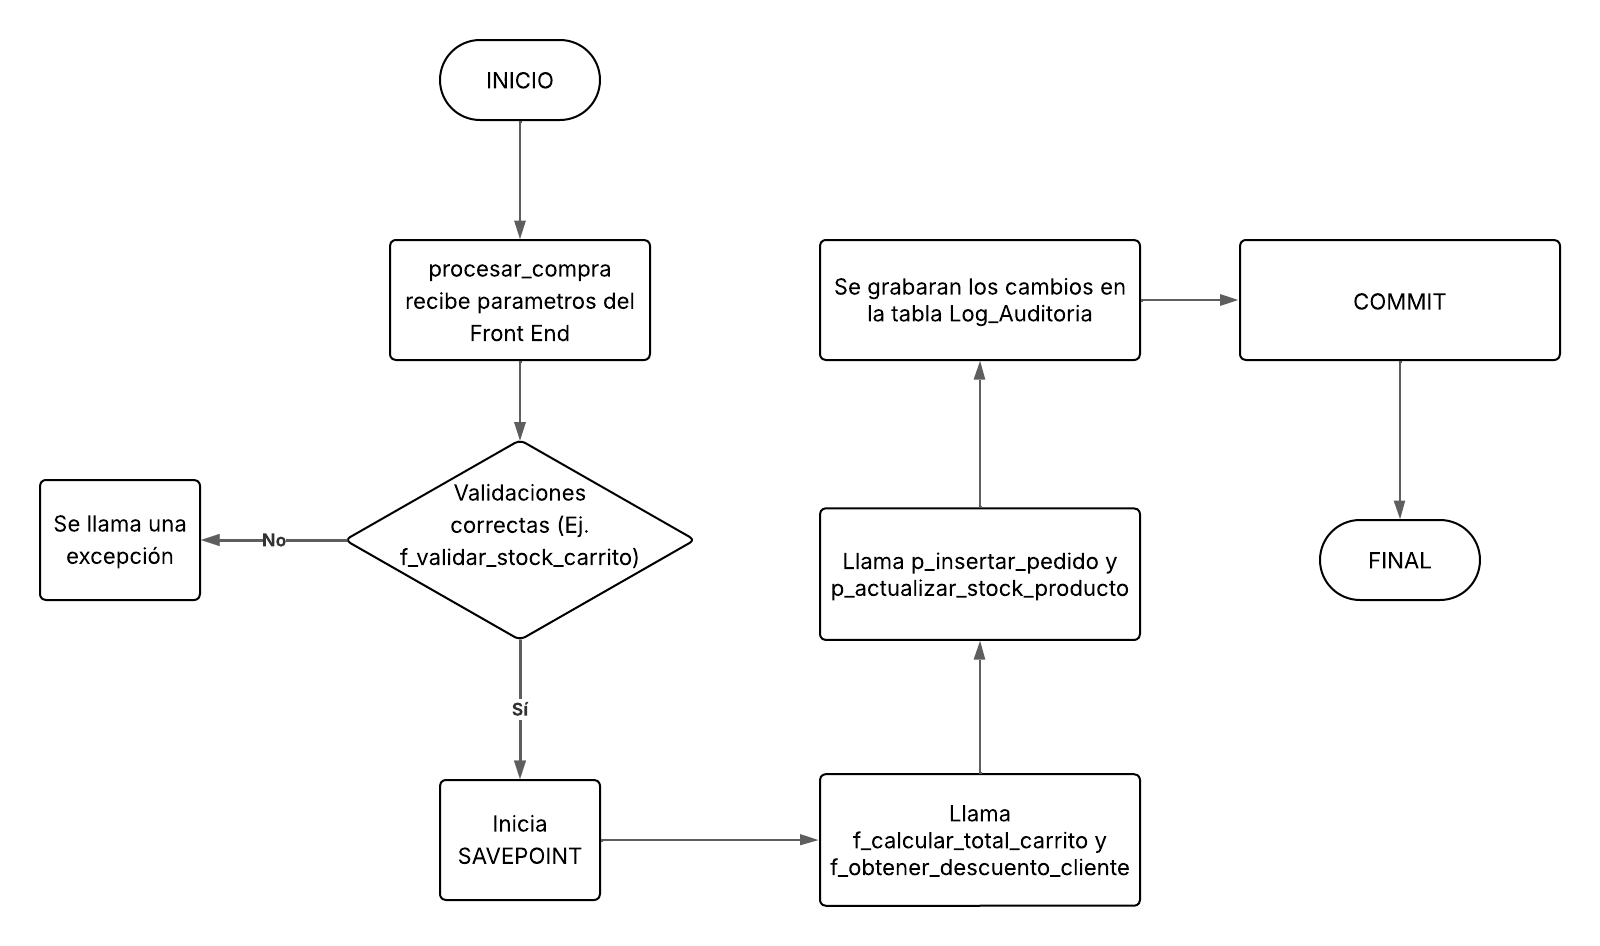 INICIO
procesar_compra
recibe parametros del
Front End
Validaciones
correctas (Ej.
f_validar_stock_carrito)
No
Se llama una
excepción
Sí
Inicia
SAVEPOINT
Llama
f_calcular_total_carrito y
f_obtener_descuento_cliente
Llama p_insertar_pedido y
p_actualizar_stock_producto
Se grabaran los cambios en
la tabla Log_Auditoria
COMMIT
FINAL